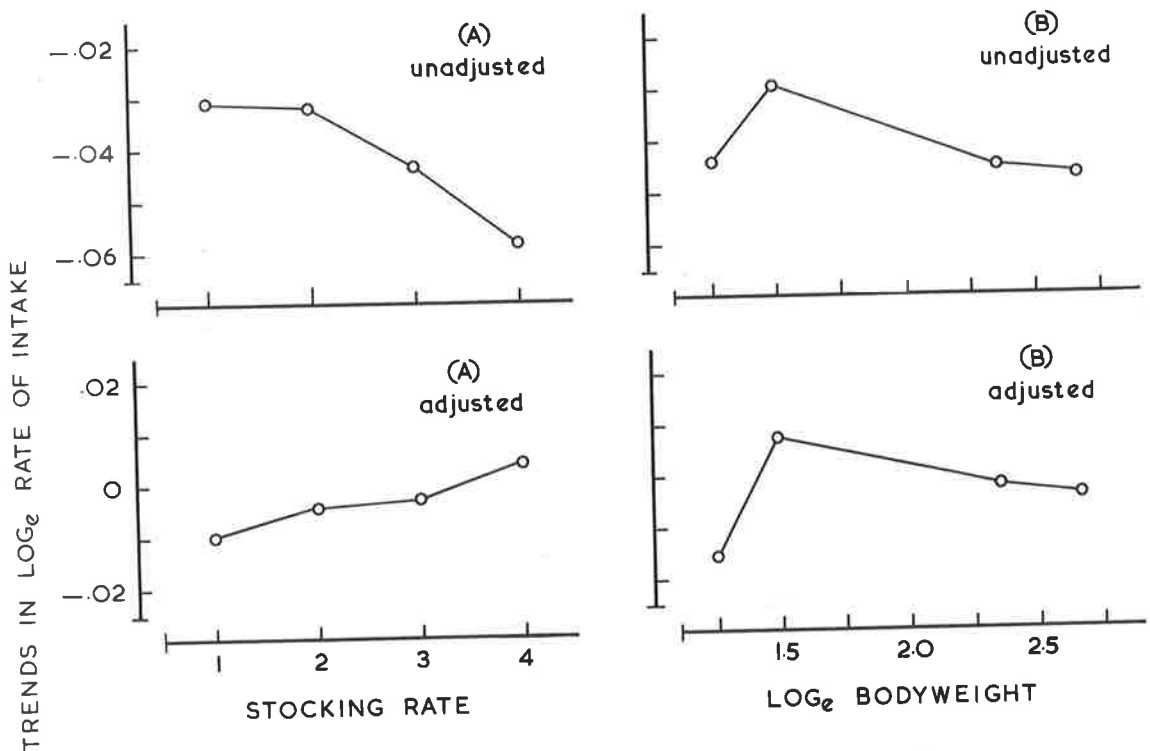 (A)
unadjusted
(B)
unadjusted
—.02
—.04
—.06
(A)
adjusted
(B)
adjusted
.02
O
—.02
1 2 3 4
1.5 2.0 2.5
STOCKING RATE
LOGe BODYWEIGHT
TRENDS IN LOGe RATE OF INTAKE